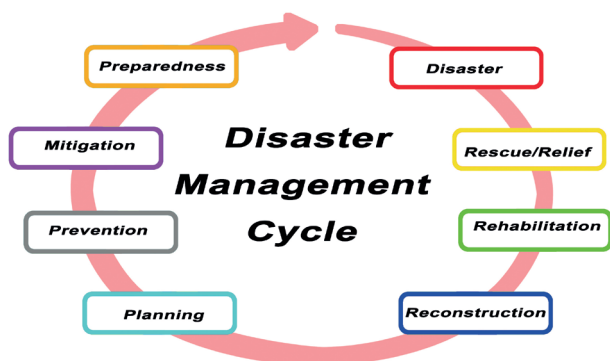 Disaster
Management
Cycle
Disaster
Rescue/Relief
Rehabilitation
Reconstruction
Planning
Prevention
Mitigation
Preparedness